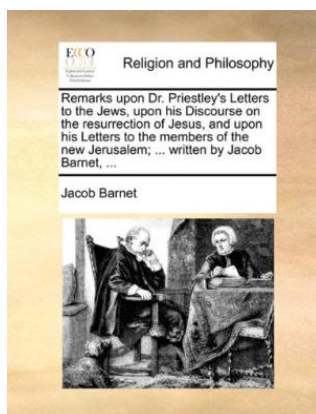 ECCO
Religion and Philosophy
Remarks upon Dr. Priestley's Letters
to the Jews, upon his Discourse on
the resurrection of Jesus, and upon
his Letters to the members of the
new Jerusalem; ... written by Jacob
Barnet, ...
Jacob Barnet